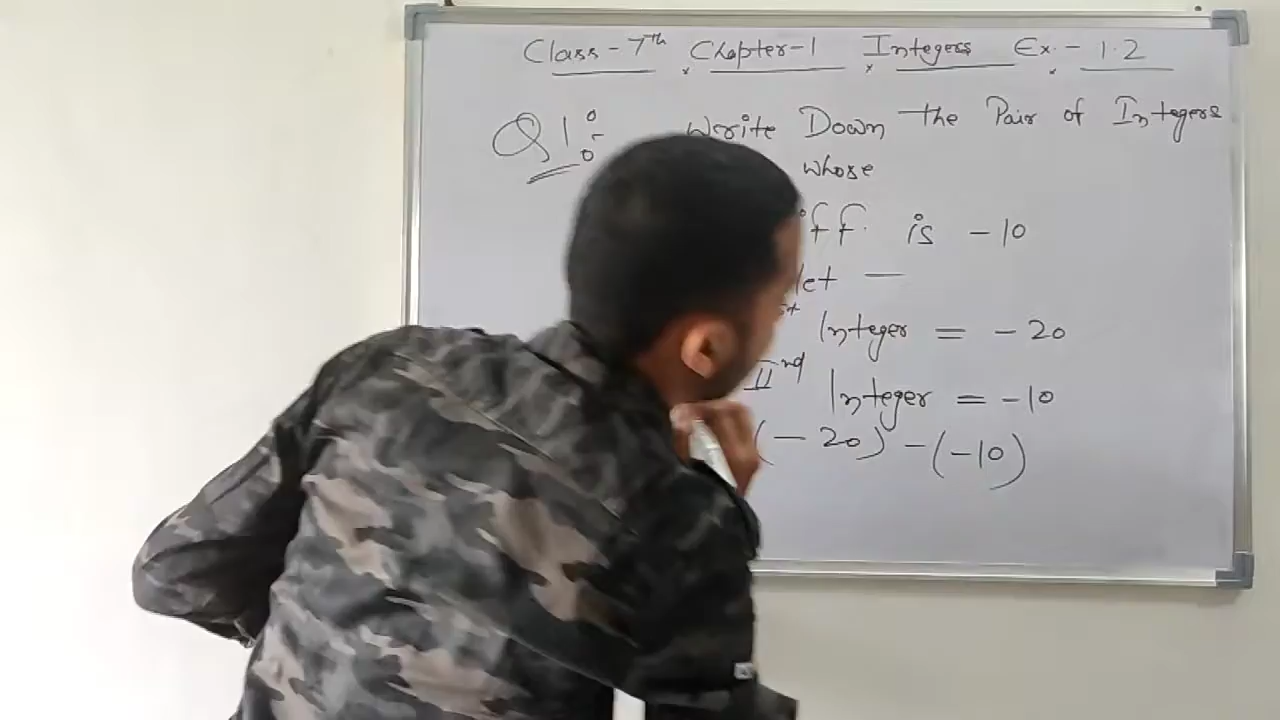 Class - 7th Chapter-1 Integers Ex. - 1.2
Q1:- Write Down the Pair of Integers
whose
is -10
let —
Integer = -20
IInd Integer = -10
(-20) - (-10)